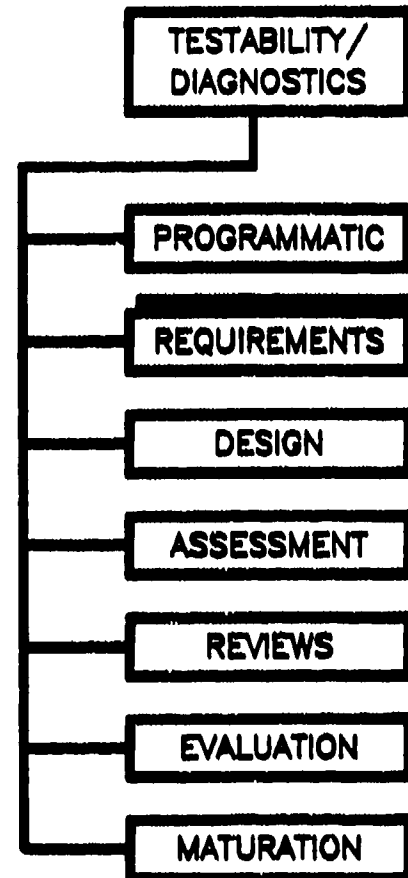 TESTABILITY/
DIAGNOSTICS
PROGRAMMATIC
REQUIREMENTS
DESIGN
ASSESSMENT
REVIEWS
EVALUATION
MATURATION